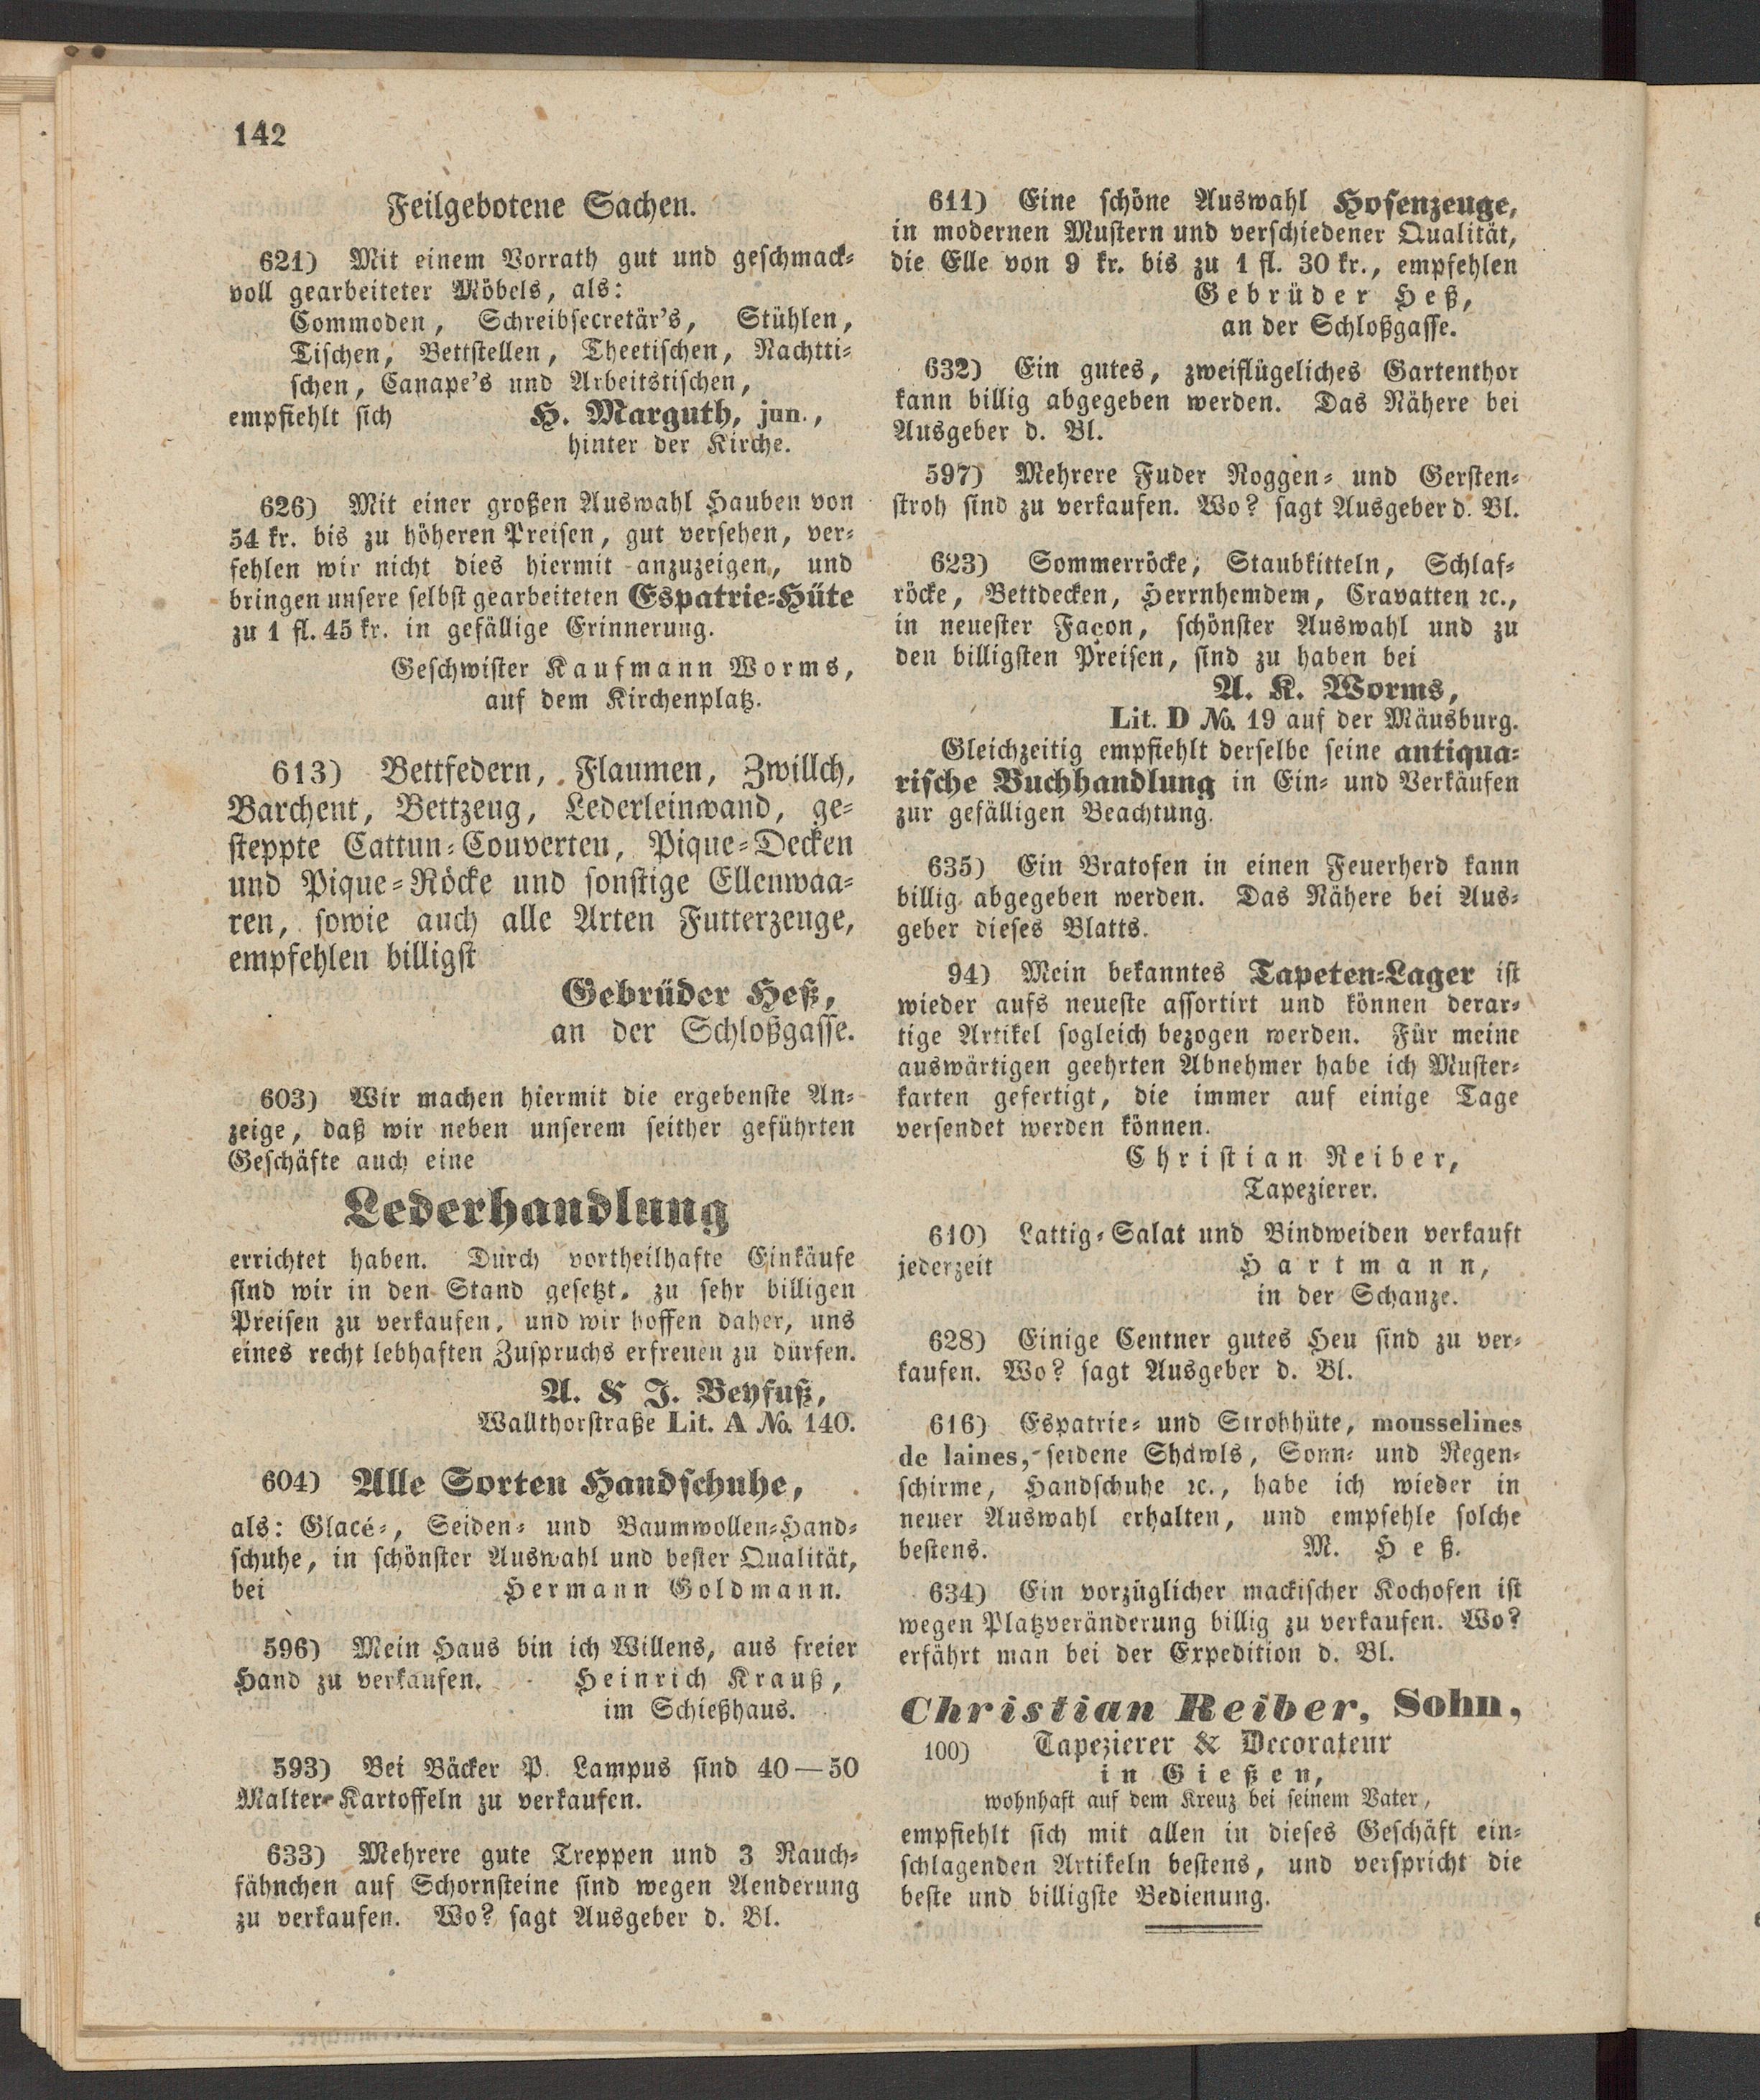 142
Feilgebotene Sachen.
621) Mit einem Vorrath gut und geschmack-
voll gearbeiteter Möbels, als:
Commoden, Schreibsecretär's, Stühlen,
Tischen, Bettstellen, Theetischen, Nachtti-
schen, Canape's und Arbeitstischen,
empfiehlt sich H. Marguth, jun.,
hinter der Kirche.
626) Mit einer großen Auswahl Hauben von
54 kr. bis zu höheren Preisen, gut versehen, ver-
fehlen wir nicht dies hiermit anzuzeigen, und
bringen unsere selbst gearbeiteten Espatrie-Hüte
zu 1 fl. 45 kr. in gefällige Erinnerung.
Geschwister Kaufmann Worms,
auf dem Kirchenplatz.
613) Bettfedern, Flaumen, Zwillch,
Barchent, Bettzeug, Lederleinwand, ge-
steppte Cattun-Couverten, Pique-Decken
und Pique-Röcke und sonstige Ellenwaa-
ren, sowie auch alle Arten Futterzeuge,
empfehlen billigst
Gebrüder Heß,
an der Schloßgasse.
603) Wir machen hiermit die ergebenste An-
zeige, daß wir neben unserem seither geführten
Geschäfte auch eine
Lederhandlung
errichtet haben. Durch vortheilhafte Einkäufe
sind wir in den Stand gesetzt, zu sehr billigen
Preisen zu verkaufen, und wir hoffen daher, uns
eines recht lebhaften Zuspruchs erfreuen zu dürfen.
A. & J. Beyfuß,
Wallthorstraße Lit. A No. 140.
604) Alle Sorten Handschuhe,
als: Glacé-, Seiden- und Baumwollen-Hand-
schuhe, in schönster Auswahl und bester Qualität,
bei Hermann Goldmann.
596) Mein Haus bin ich Willens, aus freier
Hand zu verkaufen. Heinrich Krauß,
im Schießhaus.
593) Bei Bäcker P. Lampus sind 40—50
Malter Kartoffeln zu verkaufen.
633) Mehrere gute Treppen und 3 Rauch-
fähnchen auf Schornsteine sind wegen Aenderung
zu verkaufen. Wo? sagt Ausgeber d. Bl.
611) Eine schöne Auswahl Hosenzeuge,
in modernen Mustern und verschiedener Qualität,
die Elle von 9 kr. bis zu 1 fl. 30 kr., empfehlen
Gebrüder Heß,
an der Schloßgasse.
632) Ein gutes, zweiflügeliches Gartenthor
kann billig abgegeben werden. Das Nähere bei
Ausgeber d. Bl.
597) Mehrere Fuder Roggen- und Gersten-
stroh sind zu verkaufen. Wo? sagt Ausgeber d. Bl.
623) Sommerröcke, Staubkitteln, Schlaf-
röcke, Bettdecken, Herrnhemdem, Cravatten ꝛc.,
in neuester Façon, schönster Auswahl und zu
den billigsten Preisen, sind zu haben bei
A. K. Worms,
Lit. D No. 19 auf der Mäusburg.
Gleichzeitig empfiehlt derselbe seine antiqua-
rische Buchhandlung in Ein- und Verkäufen
zur gefälligen Beachtung.
635) Ein Bratofen in einen Feuerherd kann
billig abgegeben werden. Das Nähere bei Aus-
geber dieses Blatts.
94) Mein bekanntes Tapeten-Lager ist
wieder aufs neueste assortirt und können derar-
tige Artikel sogleich bezogen werden. Für meine
auswärtigen geehrten Abnehmer habe ich Muster-
karten gefertigt, die immer auf einige Tage
versendet werden können.
Christian Reiber,
Tapezierer.
610) Lattig-Salat und Bindweiden verkauft
jederzeit Hartmann,
in der Schanze.
628) Einige Centner gutes Heu sind zu ver-
kaufen. Wo? sagt Ausgeber d. Bl.
616) Espatrie- und Strohhüte, mousselines
de laines, seidene Shawls, Sonn- und Regen-
schirme, Handschuhe ꝛc., habe ich wieder in
neuer Auswahl erhalten, und empfehle solche
bestens. M. Heß.
634) Ein vorzüglicher mackischer Kochofen ist
wegen Platzveränderung billig zu verkaufen. Wo?
erfährt man bei der Expedition d. Bl.
Christian Reiber, Sohn,
100) Tapezierer & Decorateur
in Gießen,
wohnhaft auf dem Kreuz bei seinem Vater,
empfiehlt sich mit allen in dieses Geschäft ein-
schlagenden Artikeln bestens, und verspricht die
beste und billigste Bedienung.